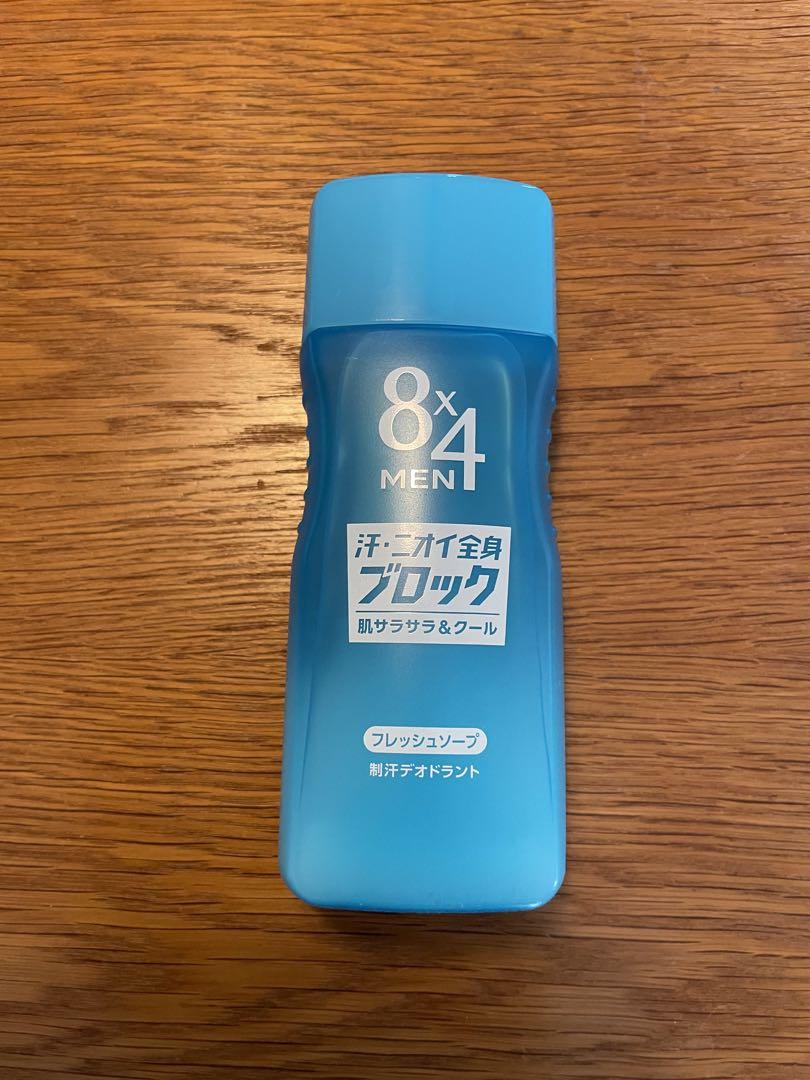 8x4
MEN
汗・ニオイ全身
ブロック
肌サラサラ&クール
フレッシュソープ
制汗デオドラント